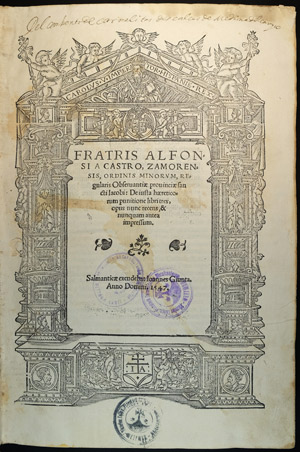 CAROLVS IMPE
FRATRIS ALFON-
SI A CASTRO, ZAMOREN-
SIS, ORDINIS MINORVM, RE-
gularis Obseruantiæ prouinciæ san
cti Iacobi: De iusta hæretico-
rum punitione libri tres,
opus nunc recens, &
nunquam antea
impressum.
Salmanticæ excudebat Ioannes Giunta.
Anno Domini, 1547.
I A